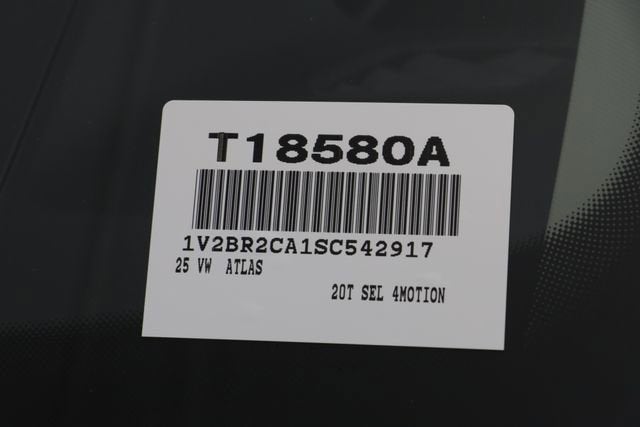 T18580A
1V2BR2CA1SC542917
25 VW ATLAS
20T SEL 4MOTION